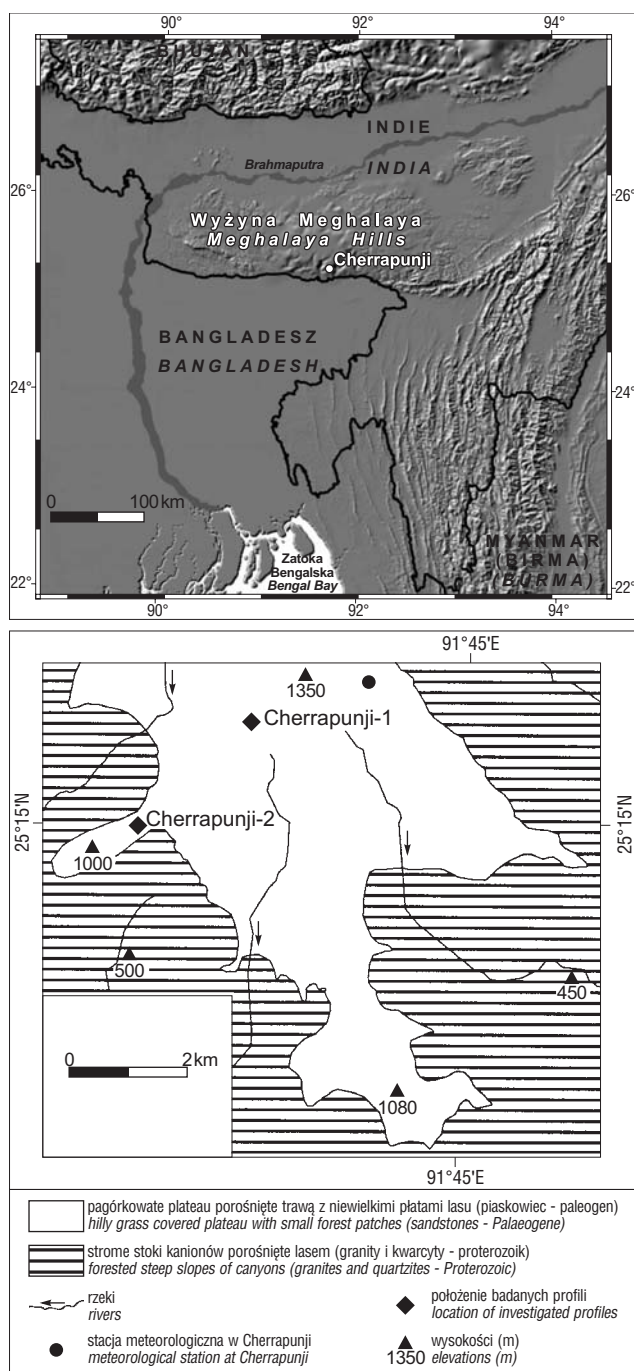 90° 92° 94°
BHUTAN
INDIE
Brahmaputra
INDIA
26° 26°
Wyżyna Meghalaya
Meghalaya Hills
Cherrapunji
BANGLADESZ
BANGLADESH
24° 24°
0 100 km
MYANMAR
(BIRMA)
(BURMA)
Zatoka
Bengalska
Bengal Bay
22° 22°
90° 92° 94°
91°45'E
1350
Cherrapunji-1
25°15'N 25°15'N
Cherrapunji-2
1000
500
450
0 2 km
1080
91°45'E
pagórkowate plateau porośnięte trawą z niewielkimi płatami lasu (piaskowiec - paleogen)
hilly grass covered plateau with small forest patches (sandstones - Palaeogene)
strome stoki kanionów porośnięte lasem (granity i kwarcyty - proterozoik)
forested steep slopes of canyons (granites and quartzites - Proterozoic)
rzeki
rivers
położenie badanych profili
location of investigated profiles
stacja meteorologiczna w Cherrapunji
meteorological station at Cherrapunji
wysokości (m)
1350 elevations (m)